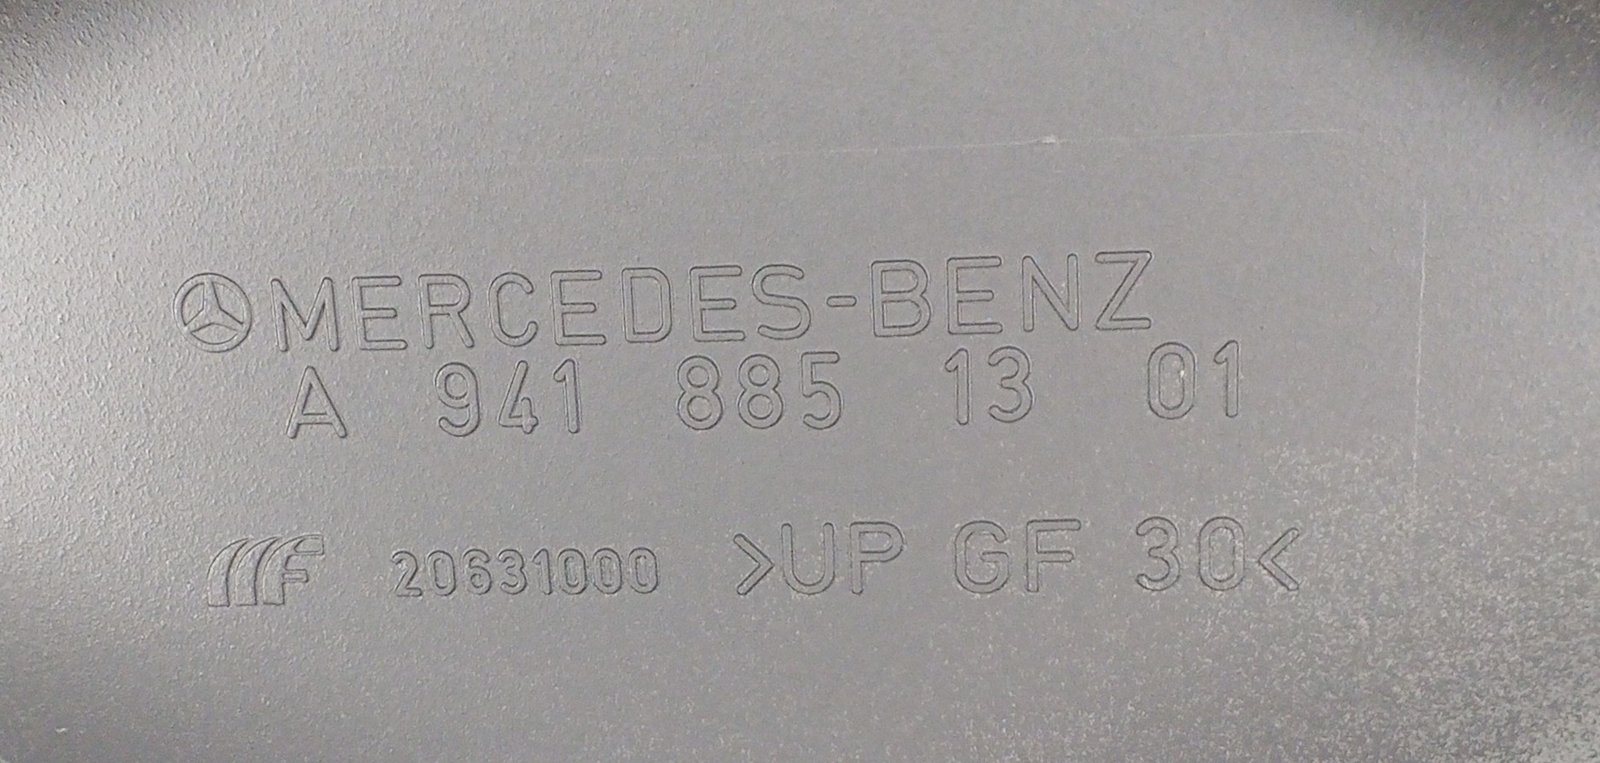 MERCEDES-BENZ
A 941 885 13 01
F 20631000 >UP GF 30<